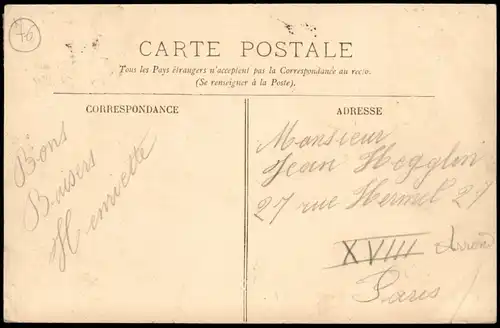 76
CARTE POSTALE
Tous les Pays étrangers n'acceptent pas la Correspondance au recto.
(Se renseigner à la Poste).
CORRESPONDANCE
Bons
Baisers
Henriette
ADRESSE
Monsieur
Jean Hogglin
27 rue Hermel 27
XVIII Arrond
Paris